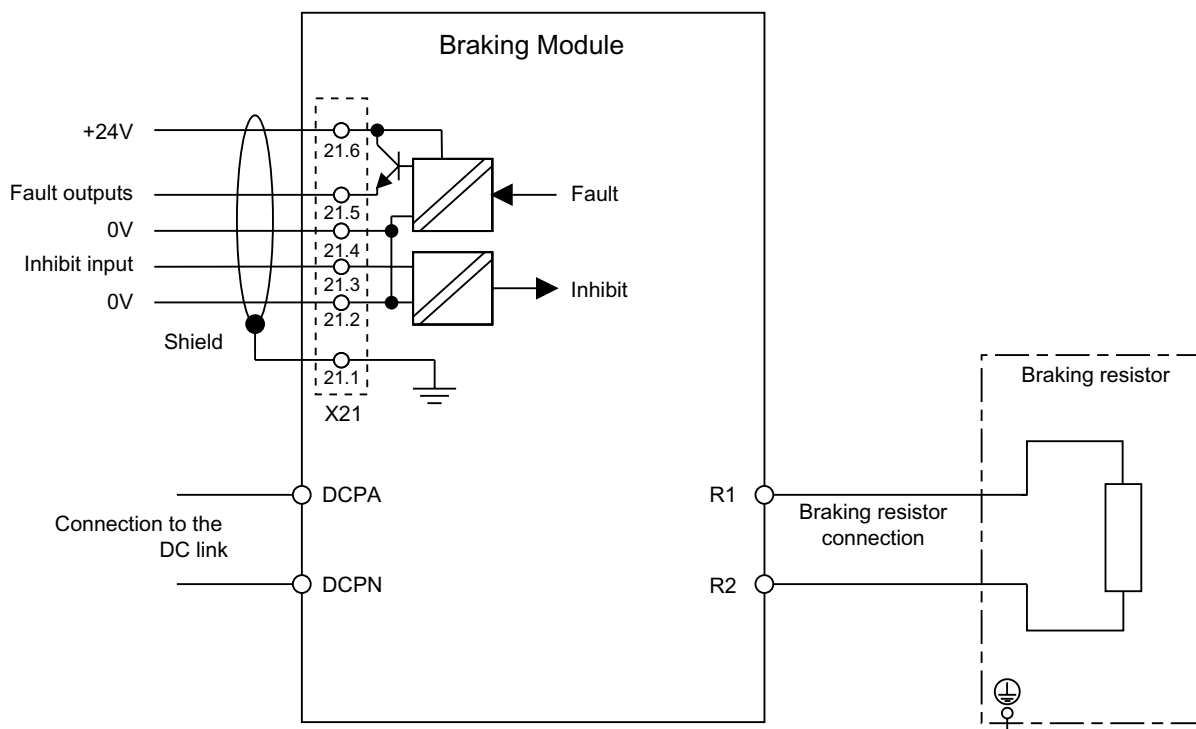 Braking Module
+24V
21.6
Fault outputs
21.5
Fault
0V
21.4
Inhibit input
21.3
Inhibit
0V
21.2
Shield
21.1
X21
Braking resistor
DCPA
R1
Connection to the
DC link
Braking resistor
connection
DCPN
R2